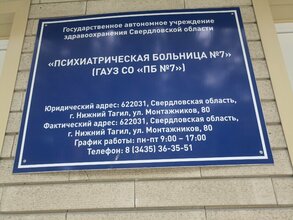 Государственное автономное учреждение
здравоохранения Свердловской области
«ПСИХИАТРИЧЕСКАЯ БОЛЬНИЦА №7»
(ГАУЗ СО «ПБ №7»)
Юридический адрес: 622031, Свердловская область,
г. Нижний Тагил, ул. Монтажников, 80
Фактический адрес: 622031, Свердловская область,
г. Нижний Тагил, ул. Монтажников, 80
График работы: пн-пт 9:00 – 17:00
Телефон: 8 (3435) 36-35-51